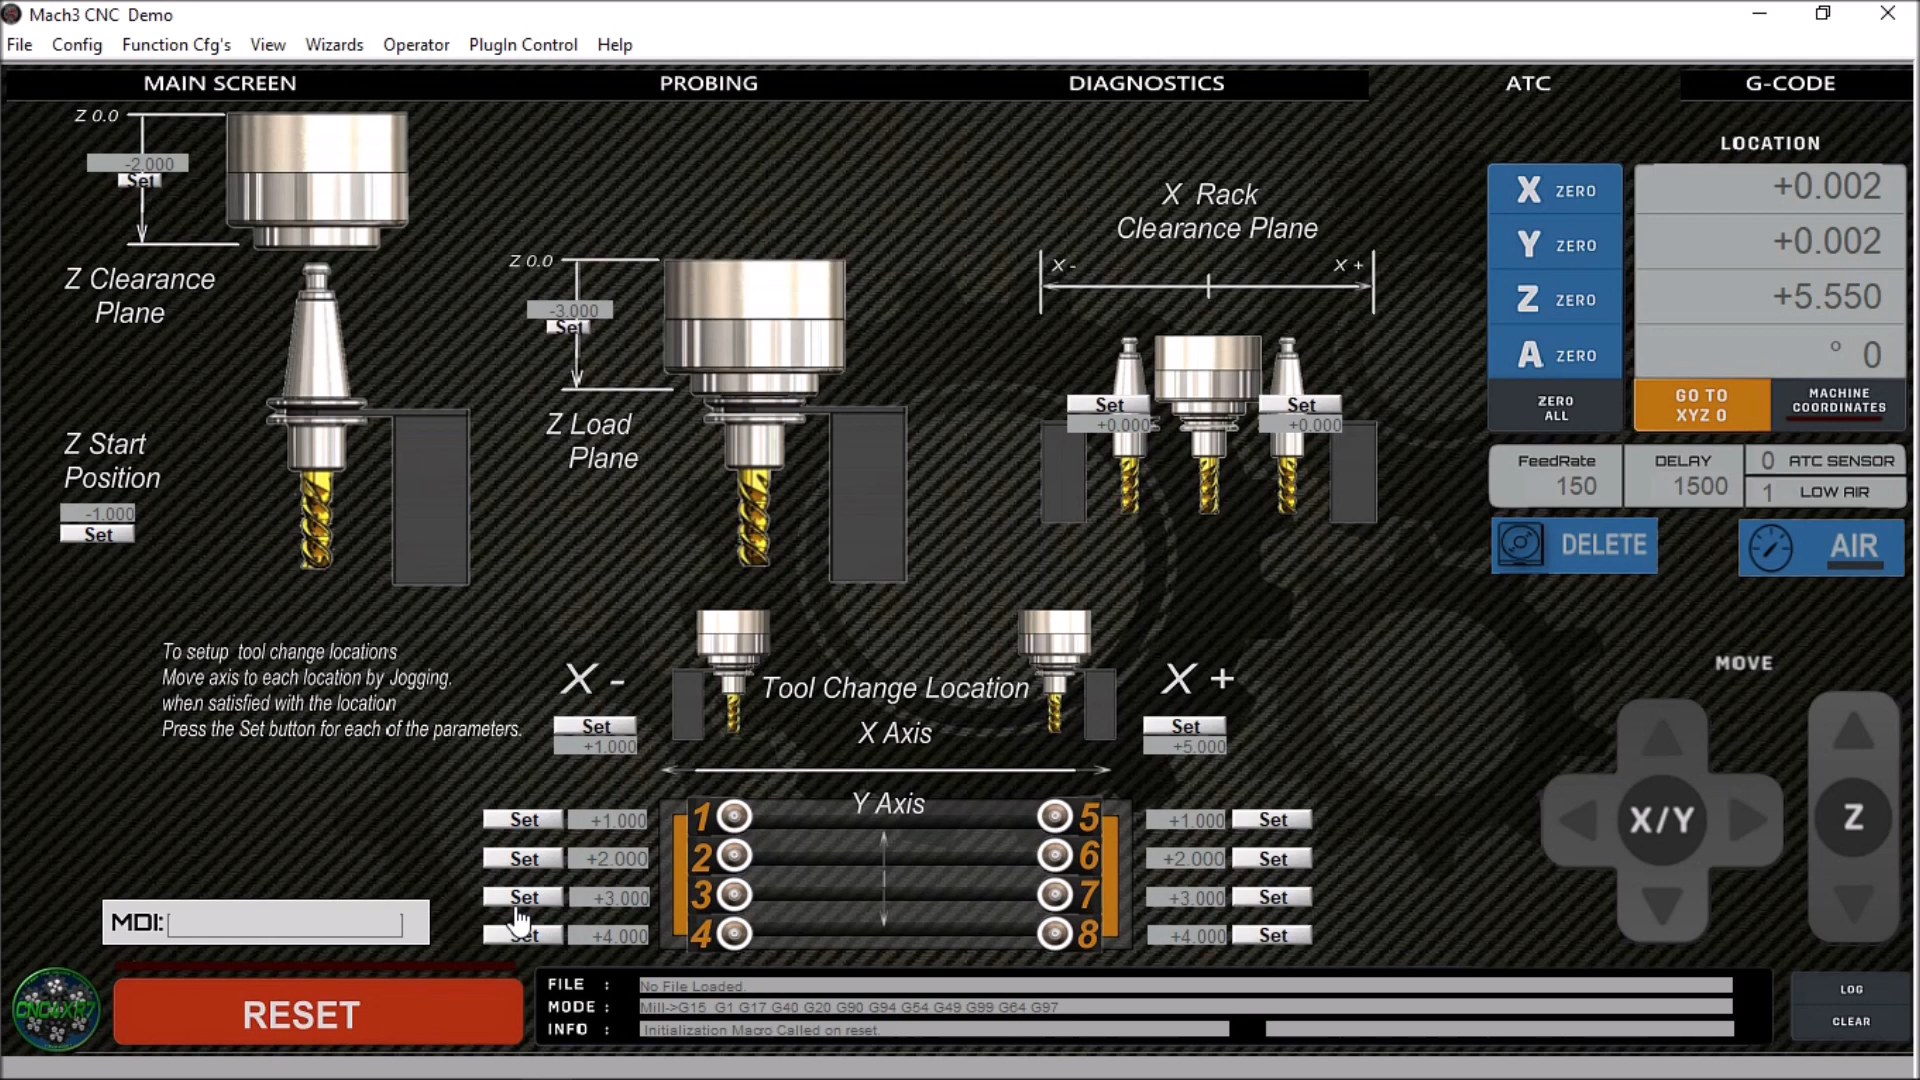 Mach3 CNC Demo
File Config Function Cfg's View Wizards Operator PlugIn Control Help
MAIN SCREEN PROBING DIAGNOSTICS ATC G-CODE
Z 0.0
-2.000
Set
Z Clearance
Plane
Z Start
Position
-1.000
Set
Z 0.0
-3.000
Set
Z Load
Plane
X Rack
Clearance Plane
X - X +
Set Set
+0.000 +0.000
LOCATION
X ZERO +0.002
Y ZERO +0.002
Z ZERO +5.550
A ZERO ° 0
ZERO
ALL
GO TO
XYZ 0
MACHINE
COORDINATES
FeedRate
150
DELAY
1500
0 ATC SENSOR
1 LOW AIR
DELETE AIR
To setup tool change locations
Move axis to each location by Jogging.
when satisfied with the location
Press the Set button for each of the parameters.
X -
Set
+1.000
Tool Change Location
X Axis
X +
Set
+5.000
Y Axis
Set +1.000 1 5 +1.000 Set
Set +2.000 2 6 +2.000 Set
Set +3.000 3 7 +3.000 Set
Set +4.000 4 8 +4.000 Set
MOVE
X/Y Z
MDI:
CNC4XR7
RESET
FILE : No File Loaded.
MODE : Mill->G15 G1 G17 G40 G20 G90 G94 G54 G49 G99 G64 G97
INFO : Initialization Macro Called on reset.
LOG
CLEAR